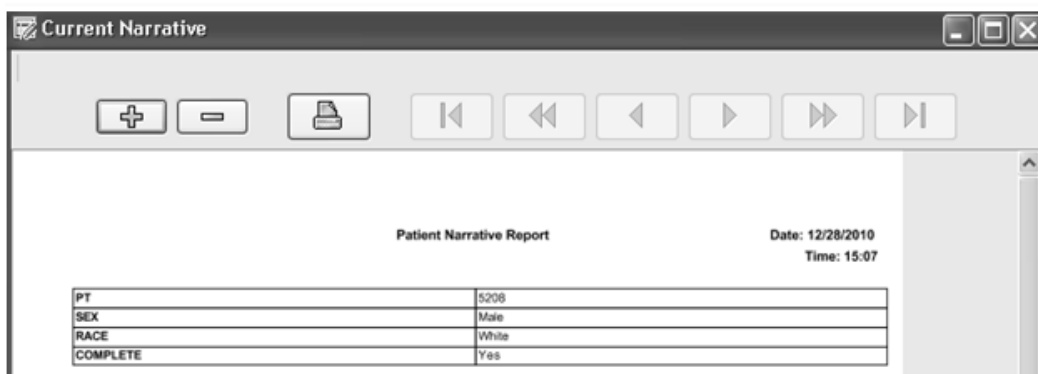 Current Narrative
Patient Narrative Report Date: 12/28/2010
Time: 15:07
PT 5208
SEX Male
RACE White
COMPLETE Yes